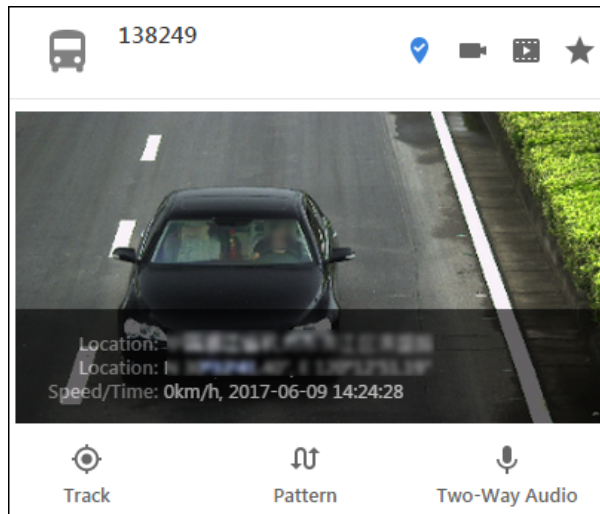 138249
Location:
Location: N
Speed/Time: 0km/h, 2017-06-09 14:24:28
Track
Pattern
Two-Way Audio